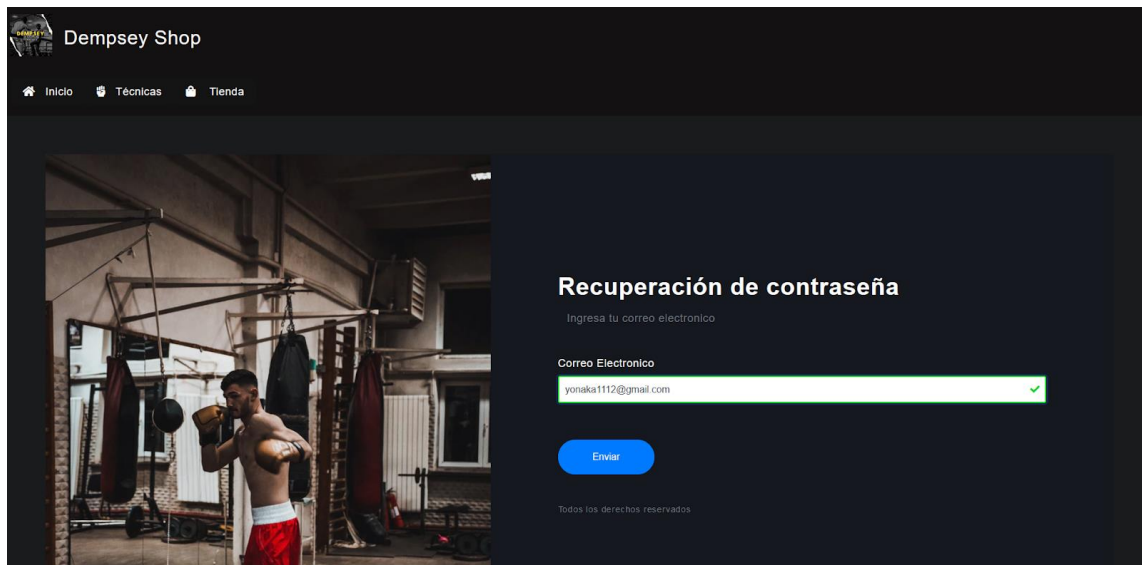 DEMPSEY
Dempsey Shop
Inicio Técnicas Tienda
Recuperación de contraseña
Ingresa tu correo electronico
Correo Electronico
yonaka1112@gmail.com
Enviar
Todos los derechos reservados